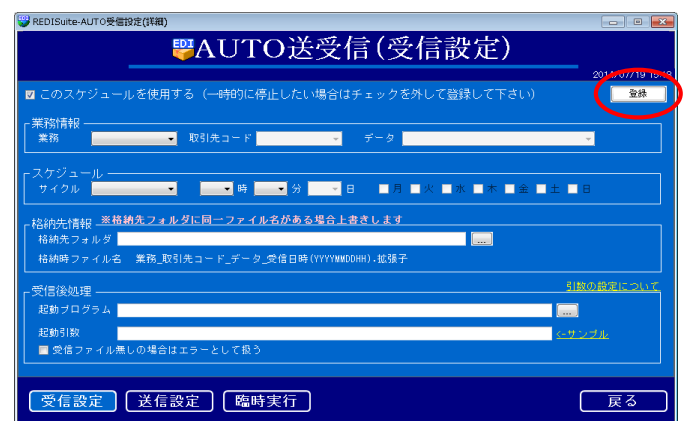 REDISuite-AUTO受信設定(詳細)
EDI AUTO送受信(受信設定)
このスケジュールを使用する（一時的に停止したい場合はチェックを外して登録して下さい）
登録
業務情報
業務 取引先コード データ
スケジュール
サイクル 時 分 日 月 火 水 木 金 土 日
格納先情報 ※格納先フォルダに同一ファイル名がある場合上書きします
格納先フォルダ ...
格納時ファイル名 業務_取引先コード_データ_受信日時(YYYYMMDDHH).拡張子
受信後処理 引数の設定について
起動プログラム ...
起動引数 <-サンプル
受信ファイル無しの場合はエラーとして扱う
受信設定 送信設定 臨時実行 戻る